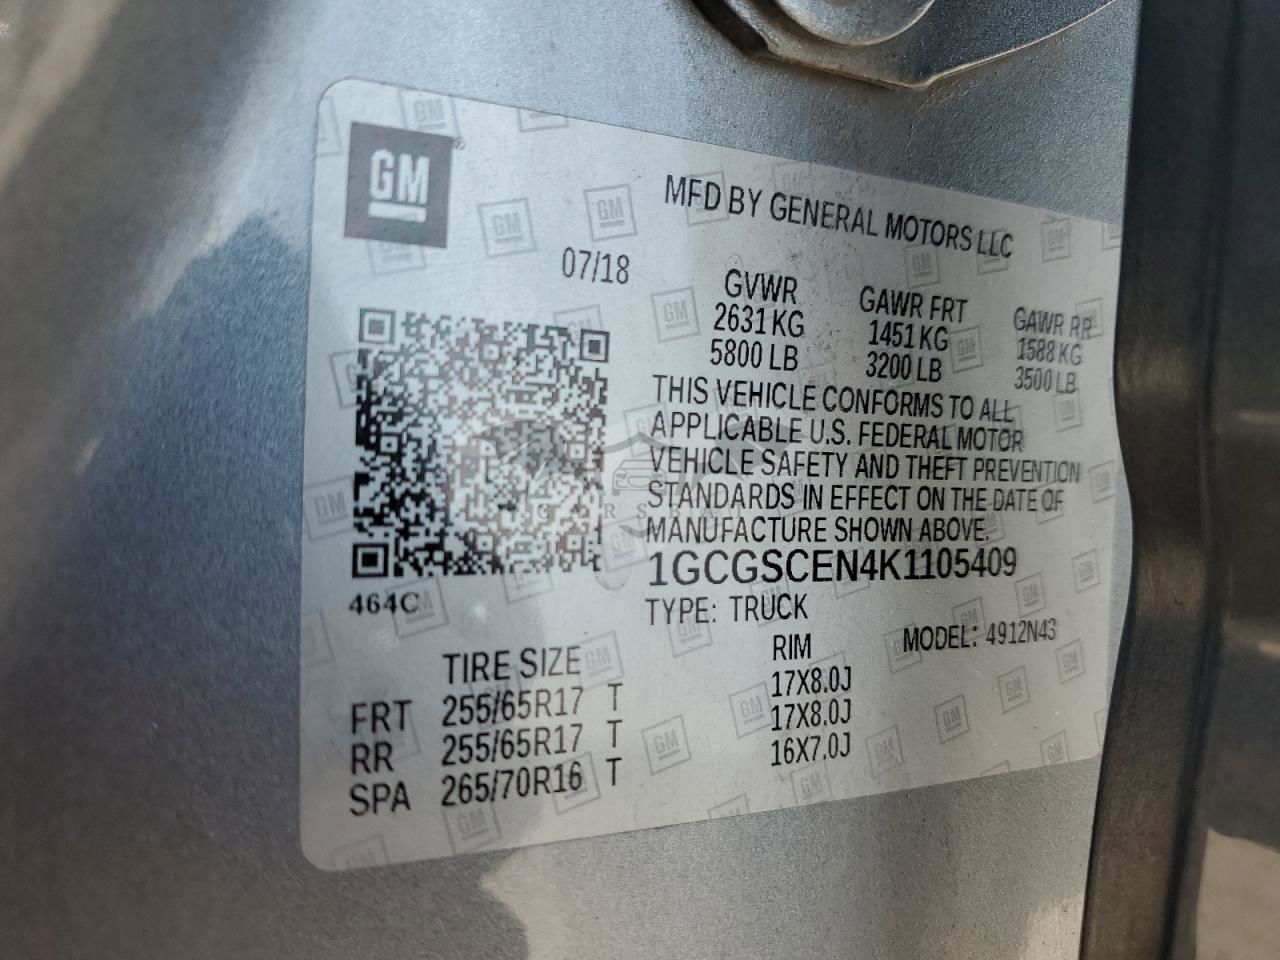 GM
MFD BY GENERAL MOTORS LLC
07/18
GVWR GAWR FRT GAWR RR
2631 KG 1451 KG 1588 KG
5800 LB 3200 LB 3500 LB
THIS VEHICLE CONFORMS TO ALL
APPLICABLE U.S. FEDERAL MOTOR
VEHICLE SAFETY AND THEFT PREVENTION
STANDARDS IN EFFECT ON THE DATE OF
MANUFACTURE SHOWN ABOVE.
1GCGSCEN4K1105409
464C
TYPE: TRUCK
MODEL: 4912N43
TIRE SIZE RIM
FRT 255/65R17 T 17X8.0J
RR 255/65R17 T 17X8.0J
SPA 265/70R16 T 16X7.0J